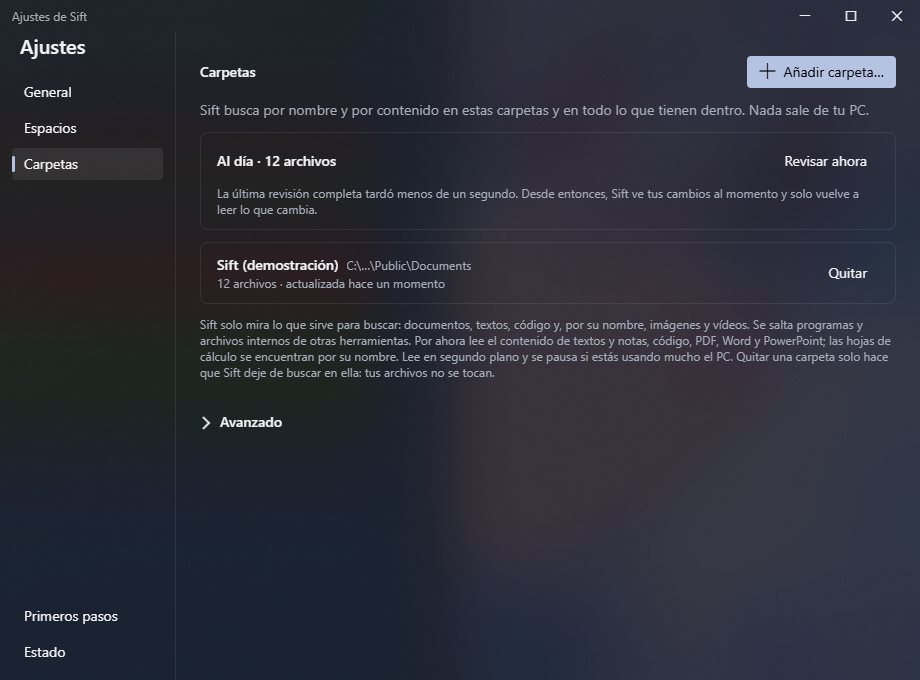 Ajustes de Sift
Ajustes
General
Espacios
Carpetas
Primeros pasos
Estado
Carpetas
Añadir carpeta...
Sift busca por nombre y por contenido en estas carpetas y en todo lo que tienen dentro. Nada sale de tu PC.
Al día · 12 archivos
Revisar ahora
La última revisión completa tardó menos de un segundo. Desde entonces, Sift ve tus cambios al momento y solo vuelve a
leer lo que cambia.
Sift (demostración) C:\...\Public\Documents
12 archivos · actualizada hace un momento
Quitar
Sift solo mira lo que sirve para buscar: documentos, textos, código y, por su nombre, imágenes y vídeos. Se salta programas y
archivos internos de otras herramientas. Por ahora lee el contenido de textos y notas, código, PDF, Word y PowerPoint; las hojas de
cálculo se encuentran por su nombre. Lee en segundo plano y se pausa si estás usando mucho el PC. Quitar una carpeta solo hace
que Sift deje de buscar en ella: tus archivos no se tocan.
Avanzado